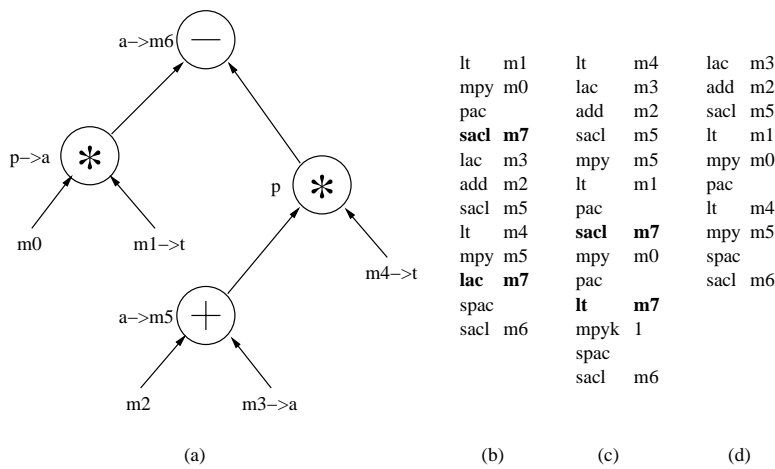 a->m6
—
p->a
*
m0
m1->t
p
*
m4->t
a->m5
+
m2
m3->a
(a)
lt m1
mpy m0
pac
sacl m7
lac m3
add m2
sacl m5
lt m4
mpy m5
lac m7
spac
sacl m6
(b)
lt m4
lac m3
add m2
sacl m5
mpy m5
lt m1
pac
sacl m7
mpy m0
pac
lt m7
mpyk 1
spac
sacl m6
(c)
lac m3
add m2
sacl m5
lt m1
mpy m0
pac
lt m4
mpy m5
spac
sacl m6
(d)